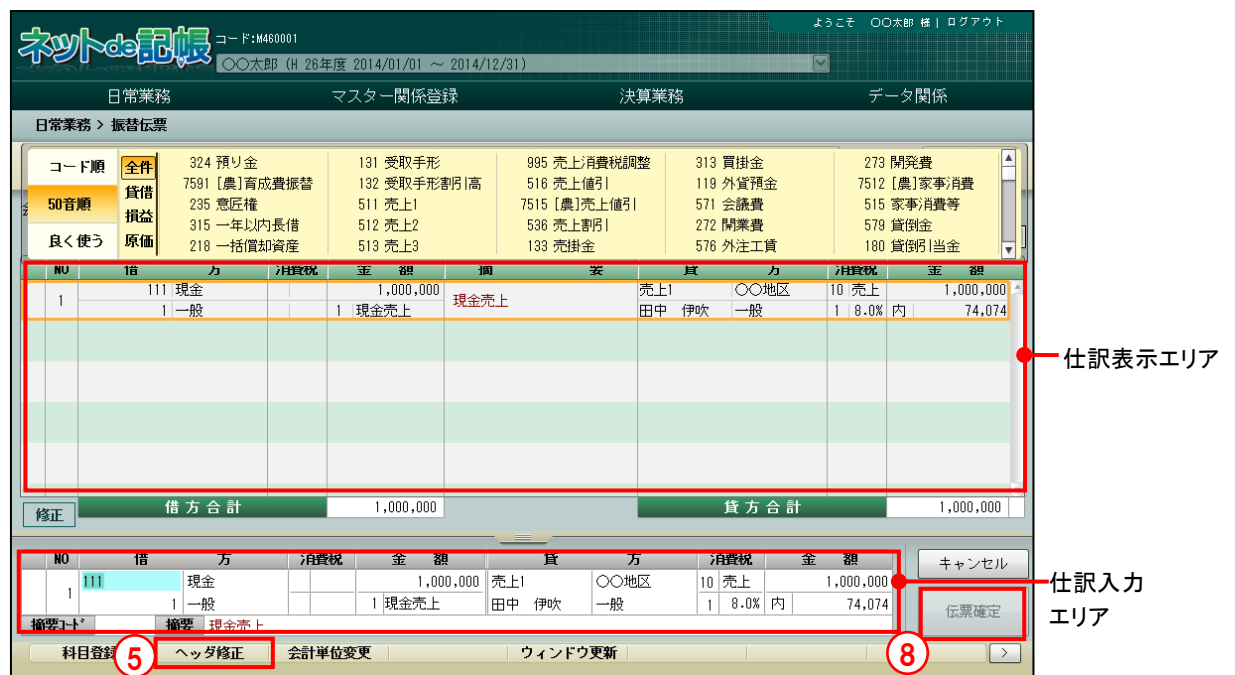 ようこそ 〇〇太郎 様 | ログアウト
ネットde記帳 コード:M460001
〇〇太郎 (H 26年度 2014/01/01 ～ 2014/12/31)
日常業務 マスター関係登録 決算業務 データ関係
日常業務 > 振替伝票
コード順 全件 324 預り金 131 受取手形 995 売上消費税調整 313 買掛金 273 開発費
貸借 7591 [農]育成費振替 132 受取手形割引高 516 売上値引 119 外貨預金 7512 [農]家事消費
50音順 235 意匠権 511 売上1 7515 [農]売上値引 571 会議費 515 家事消費等
損益 315 一年以内長借 512 売上2 536 売上割引 272 開業費 579 貸倒金
良く使う 原価 218 一括償却資産 513 売上3 133 売掛金 576 外注工賃 180 貸倒引当金
NO 借 方 消費税 金 額 摘 要 貸 方 消費税 金 額
1 111 現金 1,000,000 現金売上 売上1 〇〇地区 10 売上 1,000,000
1 一般 1 現金売上 田中 伊吹 一般 1 8.0% 内 74,074
仕訳表示エリア
修正 借方合計 1,000,000 貸方合計 1,000,000
NO 借 方 消費税 金 額 貸 方 消費税 金 額
キャンセル
1 111 現金 1,000,000 売上1 〇〇地区 10 売上 1,000,000
1 一般 1 現金売上 田中 伊吹 一般 1 8.0% 内 74,074
仕訳入力
エリア
伝票確定
摘要コード 摘要 現金売上
科目登録 5 ヘッダ修正 会計単位変更 ウィンドウ更新 8 >